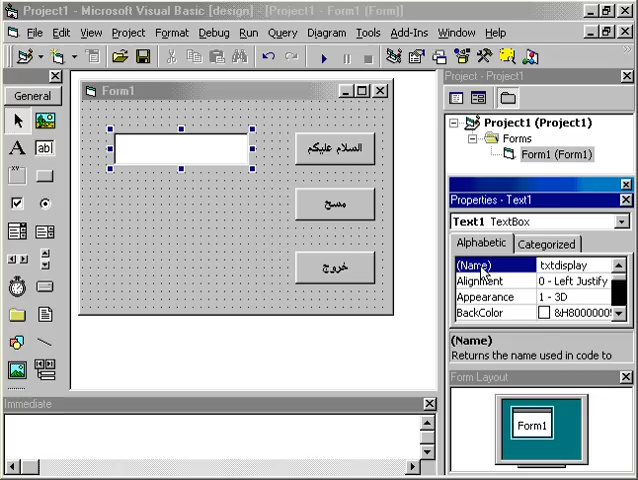 Project1 - Microsoft Visual Basic [design] - [Project1 - Form1 (Form)]
File Edit View Project Format Debug Run Query Diagram Tools Add-Ins Window Help
General
A
ab|
XY
Form1
السلام عليكم
مسح
خروج
Project - Project1
Project1 (Project1)
Forms
Form1 (Form1)
Properties - Text1
Text1 TextBox
Alphabetic Categorized
(Name) txtdisplay
Alignment 0 - Left Justify
Appearance 1 - 3D
BackColor &H80000005
(Name)
Returns the name used in code to
Form Layout
Form1
Immediate